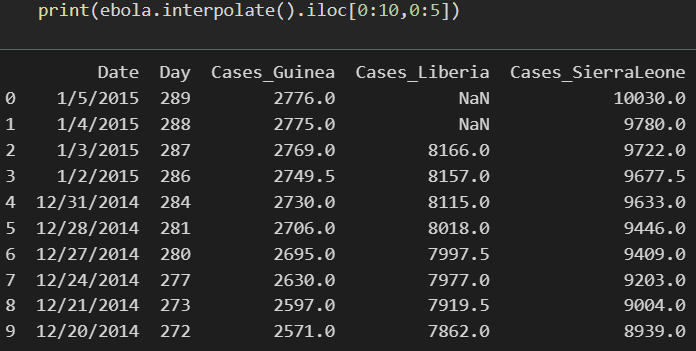 print(ebola.interpolate().iloc[0:10,0:5])
Date Day Cases_Guinea Cases_Liberia Cases_SierraLeone
0 1/5/2015 289 2776.0 NaN 10030.0
1 1/4/2015 288 2775.0 NaN 9780.0
2 1/3/2015 287 2769.0 8166.0 9722.0
3 1/2/2015 286 2749.5 8157.0 9677.5
4 12/31/2014 284 2730.0 8115.0 9633.0
5 12/28/2014 281 2706.0 8018.0 9446.0
6 12/27/2014 280 2695.0 7997.5 9409.0
7 12/24/2014 277 2630.0 7977.0 9203.0
8 12/21/2014 273 2597.0 7919.5 9004.0
9 12/20/2014 272 2571.0 7862.0 8939.0